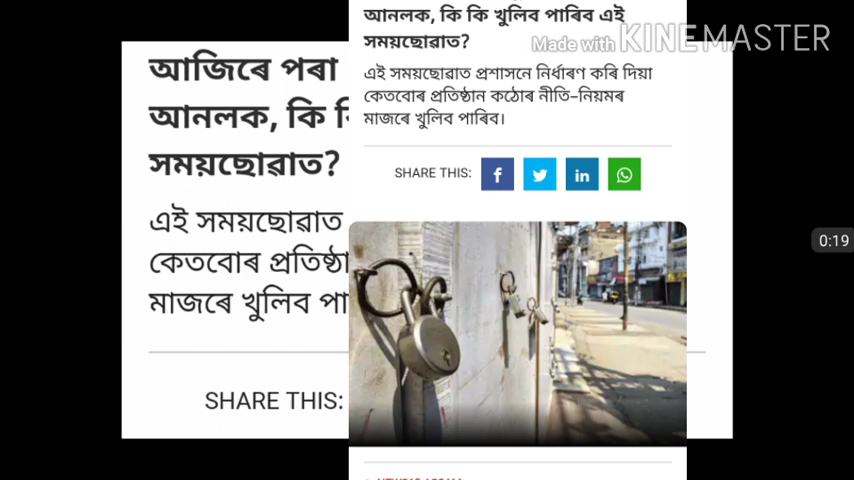 আজিৰে পৰা
আনলক, কি
সময়ছোৱাত?
এই সময়ছোৱাত
কেতবোৰ
মাজৰে খুলিব
SHARE THIS:
আনলক, কি কি খুলিব পাৰিব এই
সময়ছোৱাত?
Made with KINEMASTER
এই সময়ছোৱাত প্ৰশাসনে নিৰ্ধাৰণ কৰি দিয়া
কেতবোৰ প্ৰতিষ্ঠান কঠোৰ নীতি-নিয়মৰ
মাজৰে খুলিব পাৰিব।
SHARE THIS:
0:19